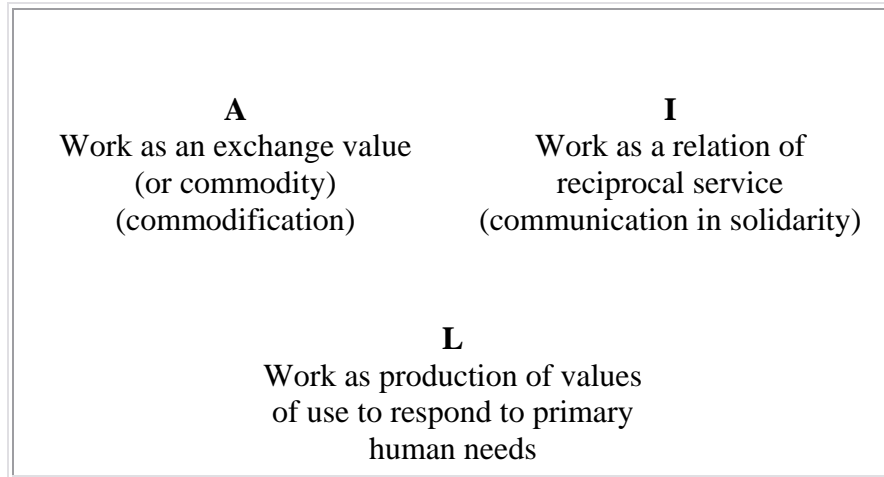 A
Work as an exchange value
(or commodity)
(commodification)
I
Work as a relation of
reciprocal service
(communication in solidarity)
L
Work as production of values
of use to respond to primary
human needs